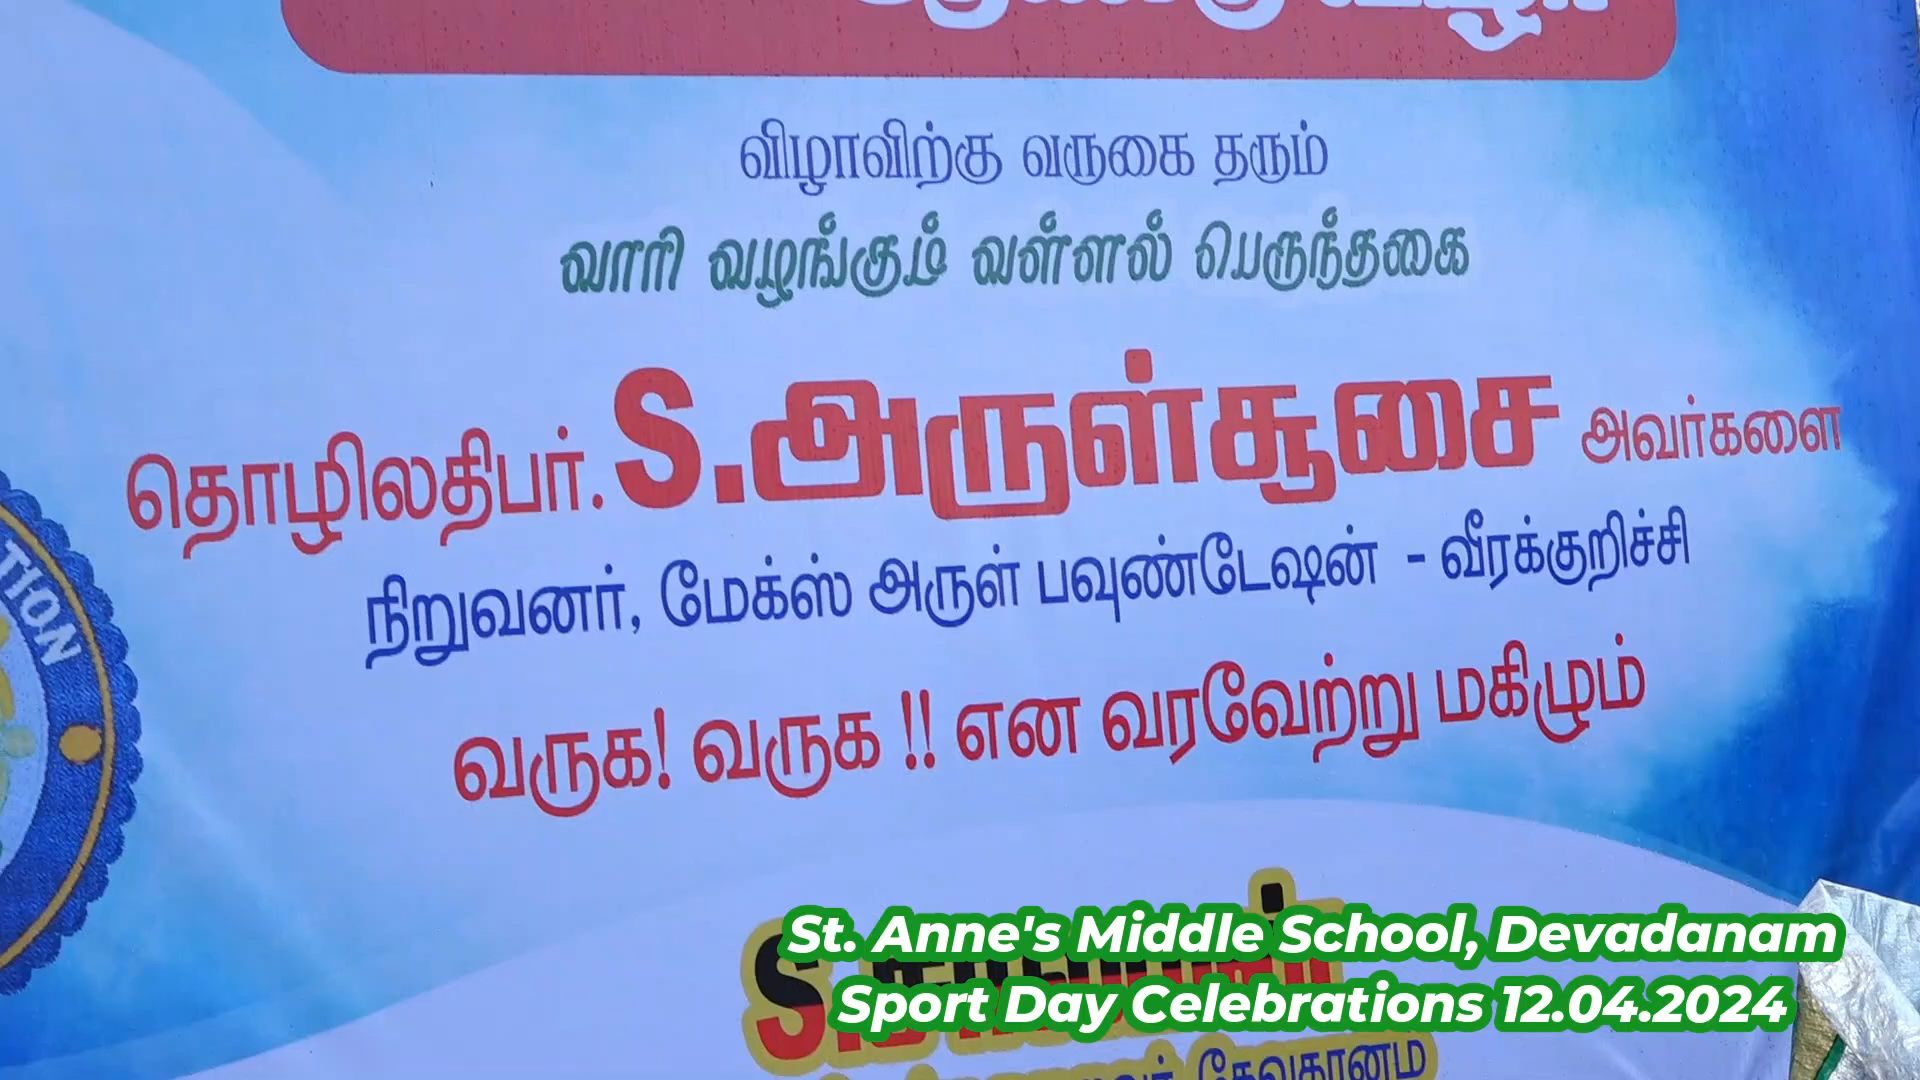 விழாவிற்கு வருகை தரும்
வாரி வழங்கும் வள்ளல் பெருந்தகை
தொழிலதிபர். S.அருள்சூசை அவர்களை
நிறுவனர், மேக்ஸ் அருள் பவுண்டேஷன் - வீரக்குறிச்சி
வருக! வருக !! என வரவேற்று மகிழும்
St. Anne's Middle School, Devadanam
Sport Day Celebrations 12.04.2024